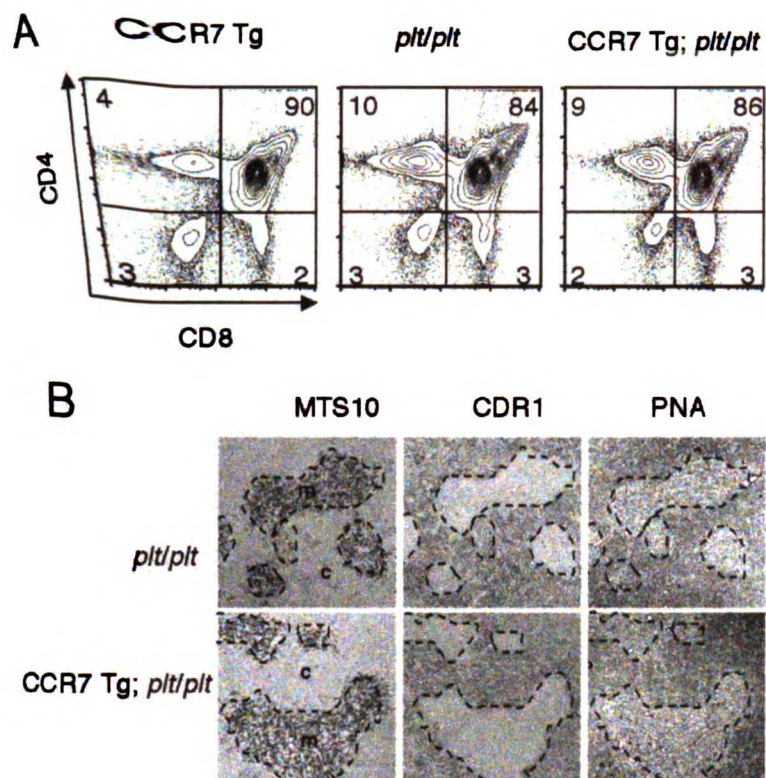 A
CCR7 Tg
plt/plt
CCR7 Tg; plt/plt
CD4
4
90
3
2
10
84
3
3
9
86
2
3
CD8
B
MTS10
CDR1
PNA
plt/plt
m
c
CCR7 Tg; plt/plt
c
m